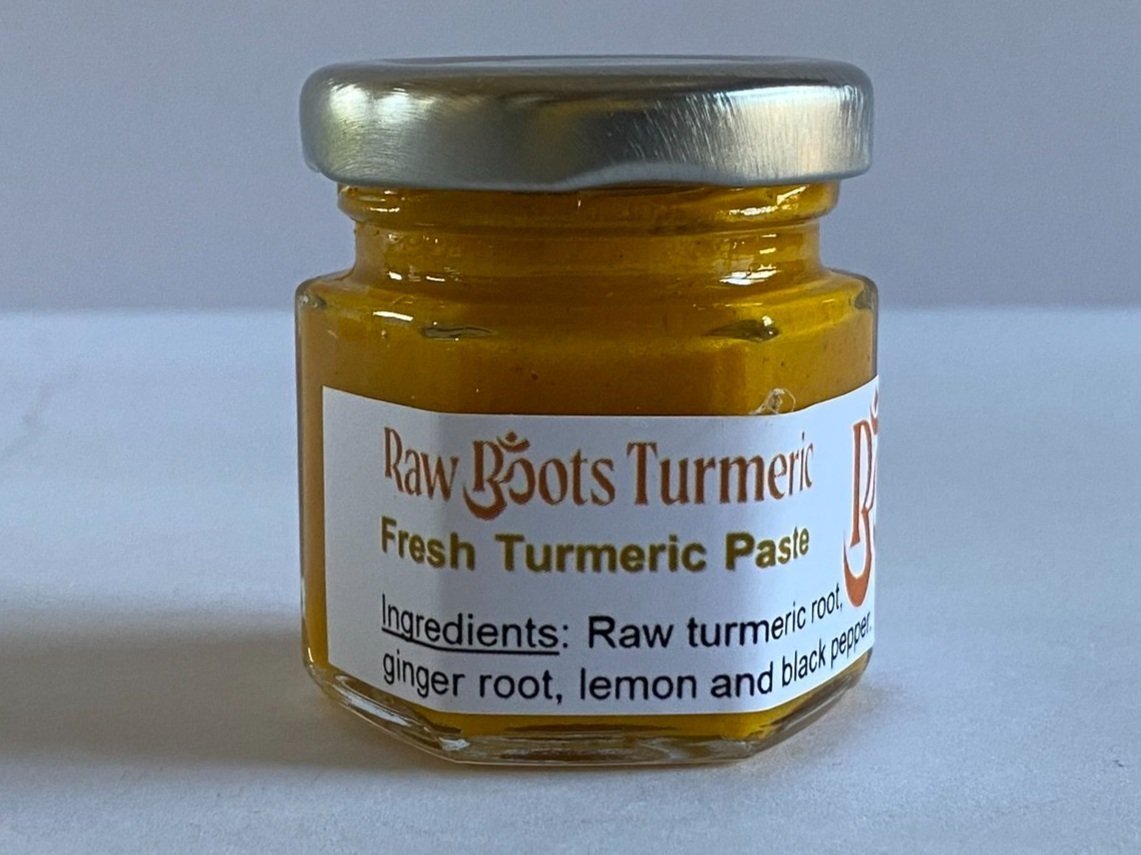 Raw Roots Turmeric
Fresh Turmeric Paste
Ingredients: Raw turmeric root,
ginger root, lemon and black pepper.
R